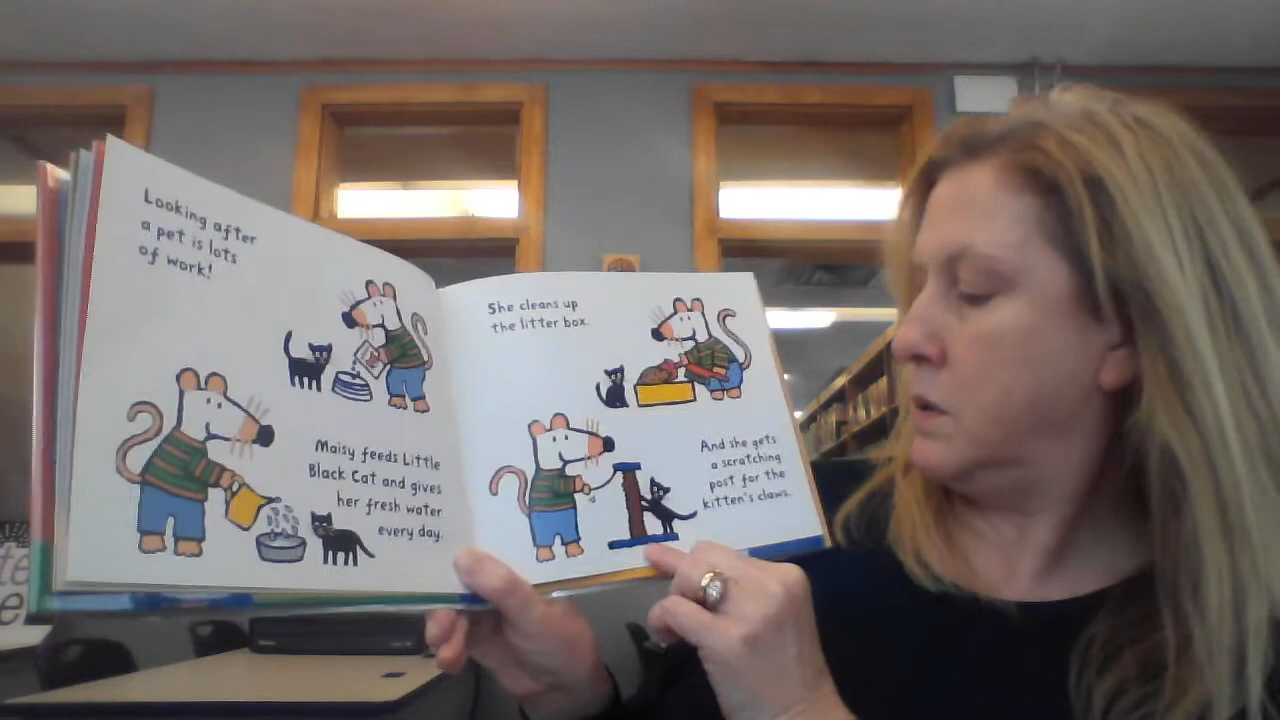 Looking after
a pet is lots
of work!
Maisy feeds Little
Black Cat and gives
her fresh water
every day.
She cleans up
the litter box.
And she gets
a scratching
post for the
kitten's claws.
te
e